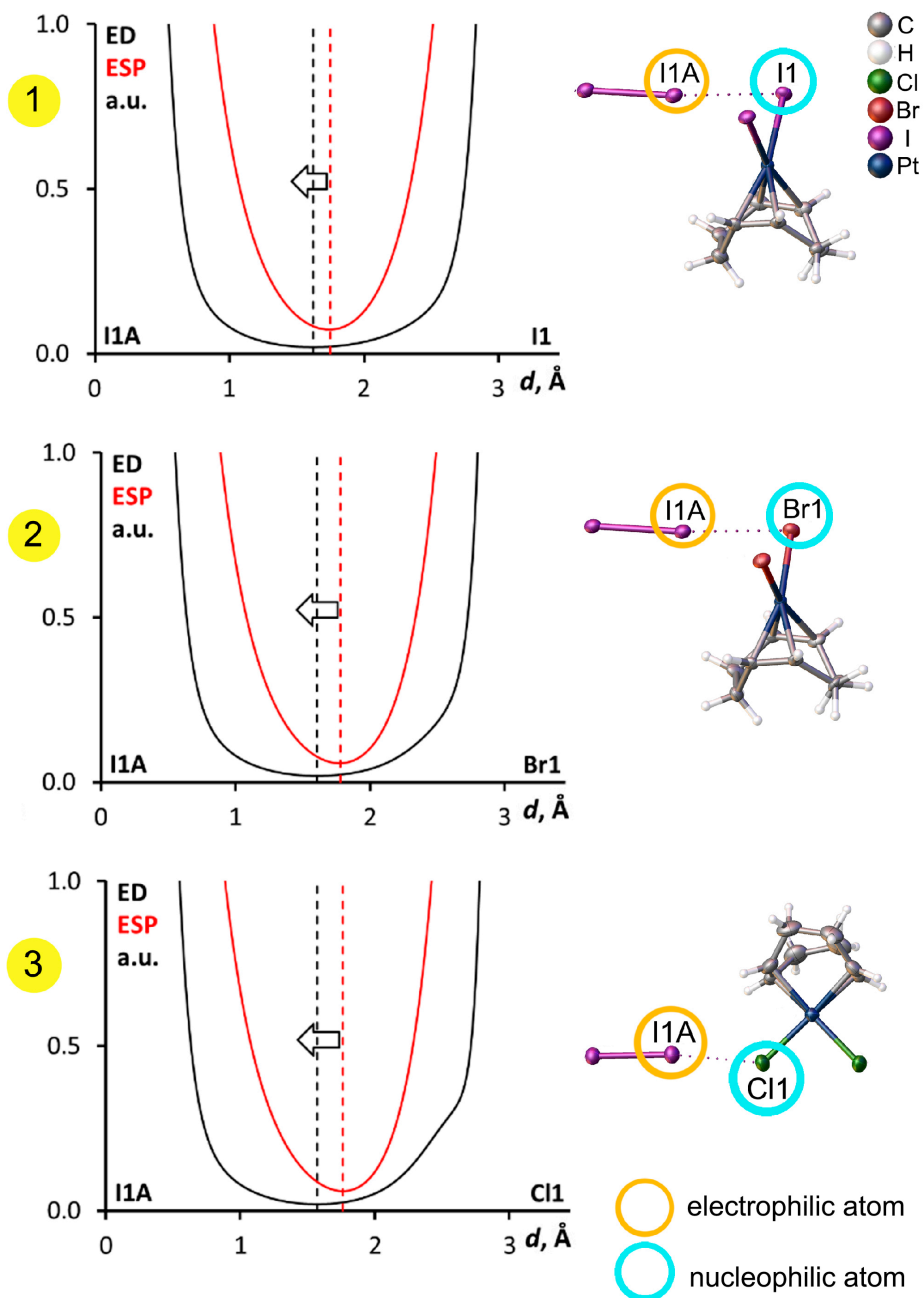 1
1.0
0.5
0.0
ED
ESP
a.u.
I1A
I1
0
1
2
3
d, Å
I1A
I1
C
H
Cl
Br
I
Pt
2
1.0
0.5
0.0
ED
ESP
a.u.
I1A
Br1
0
1
2
3
d, Å
I1A
Br1
3
1.0
0.5
0.0
ED
ESP
a.u.
I1A
Cl1
0
1
2
3
d, Å
I1A
Cl1
electrophilic atom
nucleophilic atom